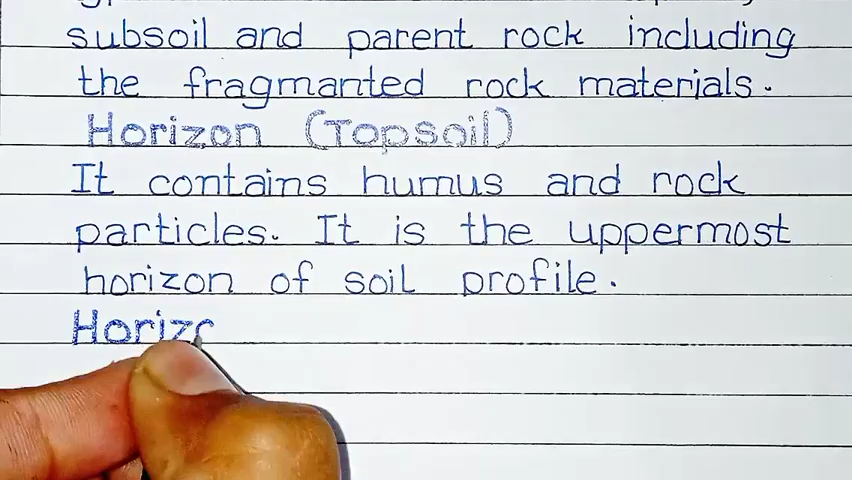 subsoil and parent rock including
the fragmanted rock materials.
Horizon (Topsoil)
It contains humus and rock
particles. It is the uppermost
horizon of soil profile.
Horizo